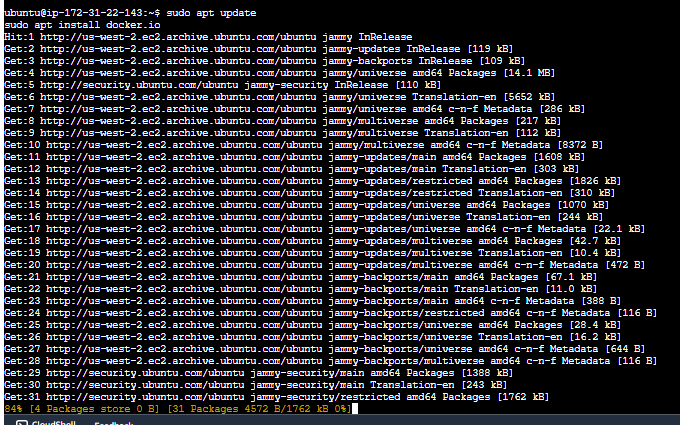 ubuntu@ip-172-31-22-143:~$ sudo apt update
sudo apt install docker.io
Hit:1 http://us-west-2.ec2.archive.ubuntu.com/ubuntu jammy InRelease
Get:2 http://us-west-2.ec2.archive.ubuntu.com/ubuntu jammy-updates InRelease [119 kB]
Get:3 http://us-west-2.ec2.archive.ubuntu.com/ubuntu jammy-backports InRelease [109 kB]
Get:4 http://us-west-2.ec2.archive.ubuntu.com/ubuntu jammy/universe amd64 Packages [14.1 MB]
Get:5 http://security.ubuntu.com/ubuntu jammy-security InRelease [110 kB]
Get:6 http://us-west-2.ec2.archive.ubuntu.com/ubuntu jammy/universe Translation-en [5652 kB]
Get:7 http://us-west-2.ec2.archive.ubuntu.com/ubuntu jammy/universe amd64 c-n-f Metadata [286 kB]
Get:8 http://us-west-2.ec2.archive.ubuntu.com/ubuntu jammy/multiverse amd64 Packages [217 kB]
Get:9 http://us-west-2.ec2.archive.ubuntu.com/ubuntu jammy/multiverse Translation-en [112 kB]
Get:10 http://us-west-2.ec2.archive.ubuntu.com/ubuntu jammy/multiverse amd64 c-n-f Metadata [8372 B]
Get:11 http://us-west-2.ec2.archive.ubuntu.com/ubuntu jammy-updates/main amd64 Packages [1608 kB]
Get:12 http://us-west-2.ec2.archive.ubuntu.com/ubuntu jammy-updates/main Translation-en [303 kB]
Get:13 http://us-west-2.ec2.archive.ubuntu.com/ubuntu jammy-updates/restricted amd64 Packages [1826 kB]
Get:14 http://us-west-2.ec2.archive.ubuntu.com/ubuntu jammy-updates/restricted Translation-en [310 kB]
Get:15 http://us-west-2.ec2.archive.ubuntu.com/ubuntu jammy-updates/universe amd64 Packages [1070 kB]
Get:16 http://us-west-2.ec2.archive.ubuntu.com/ubuntu jammy-updates/universe Translation-en [244 kB]
Get:17 http://us-west-2.ec2.archive.ubuntu.com/ubuntu jammy-updates/universe amd64 c-n-f Metadata [22.1 kB]
Get:18 http://us-west-2.ec2.archive.ubuntu.com/ubuntu jammy-updates/multiverse amd64 Packages [42.7 kB]
Get:19 http://us-west-2.ec2.archive.ubuntu.com/ubuntu jammy-updates/multiverse Translation-en [10.4 kB]
Get:20 http://us-west-2.ec2.archive.ubuntu.com/ubuntu jammy-updates/multiverse amd64 c-n-f Metadata [472 B]
Get:21 http://us-west-2.ec2.archive.ubuntu.com/ubuntu jammy-backports/main amd64 Packages [67.1 kB]
Get:22 http://us-west-2.ec2.archive.ubuntu.com/ubuntu jammy-backports/main Translation-en [11.0 kB]
Get:23 http://us-west-2.ec2.archive.ubuntu.com/ubuntu jammy-backports/main amd64 c-n-f Metadata [388 B]
Get:24 http://us-west-2.ec2.archive.ubuntu.com/ubuntu jammy-backports/restricted amd64 c-n-f Metadata [116 B]
Get:25 http://us-west-2.ec2.archive.ubuntu.com/ubuntu jammy-backports/universe amd64 Packages [28.4 kB]
Get:26 http://us-west-2.ec2.archive.ubuntu.com/ubuntu jammy-backports/universe Translation-en [16.2 kB]
Get:27 http://us-west-2.ec2.archive.ubuntu.com/ubuntu jammy-backports/universe amd64 c-n-f Metadata [644 B]
Get:28 http://us-west-2.ec2.archive.ubuntu.com/ubuntu jammy-backports/multiverse amd64 c-n-f Metadata [116 B]
Get:29 http://security.ubuntu.com/ubuntu jammy-security/main amd64 Packages [1388 kB]
Get:30 http://security.ubuntu.com/ubuntu jammy-security/main Translation-en [243 kB]
Get:31 http://security.ubuntu.com/ubuntu jammy-security/restricted amd64 Packages [1762 kB]
84% [4 Packages store 0 B] [31 Packages 4572 B/1762 kB 0%]
CloudShell Feedback